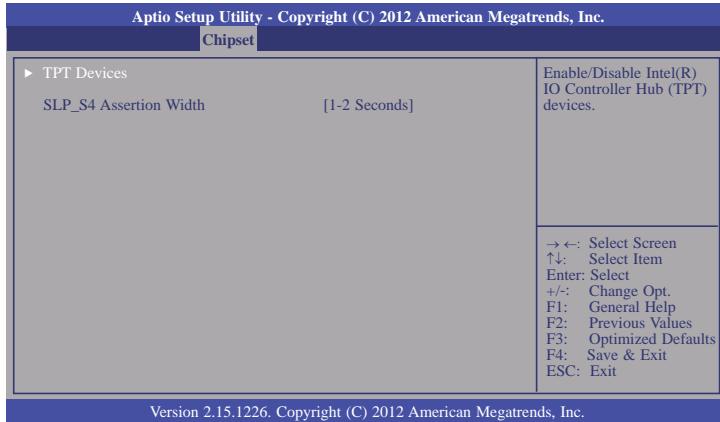 Aptio Setup Utility - Copyright (C) 2012 American Megatrends, Inc.
Chipset
► TPT Devices
SLP_S4 Assertion Width [1-2 Seconds]
Enable/Disable Intel(R)
IO Controller Hub (TPT)
devices.
→ ←: Select Screen
↑↓: Select Item
Enter: Select
+/-: Change Opt.
F1: General Help
F2: Previous Values
F3: Optimized Defaults
F4: Save & Exit
ESC: Exit
Version 2.15.1226. Copyright (C) 2012 American Megatrends, Inc.